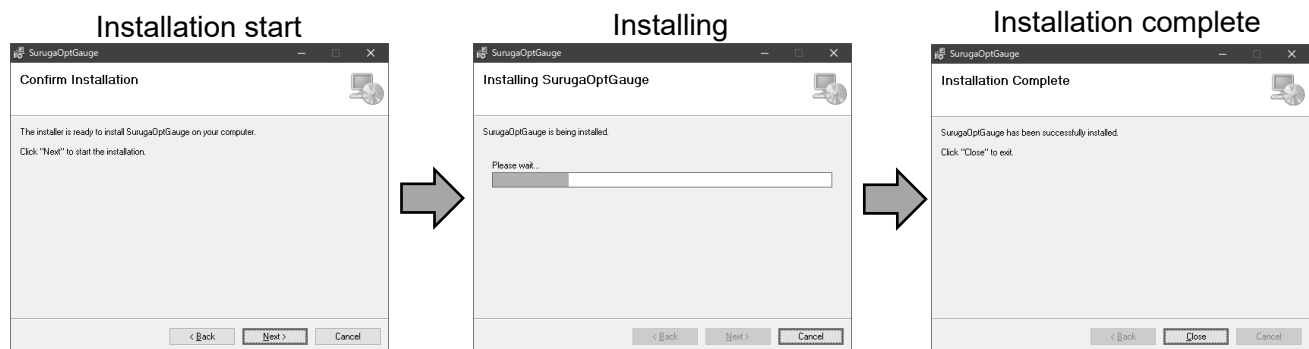 Installation start
SurugaOptGauge
Confirm Installation
The installer is ready to install SurugaOptGauge on your computer.
Click "Next" to start the installation.
< Back
Next >
Cancel
Installing
SurugaOptGauge
Installing SurugaOptGauge
SurugaOptGauge is being installed.
Please wait...
< Back
Next >
Cancel
Installation complete
SurugaOptGauge
Installation Complete
SurugaOptGauge has been successfully installed.
Click "Close" to exit.
< Back
Close
Cancel